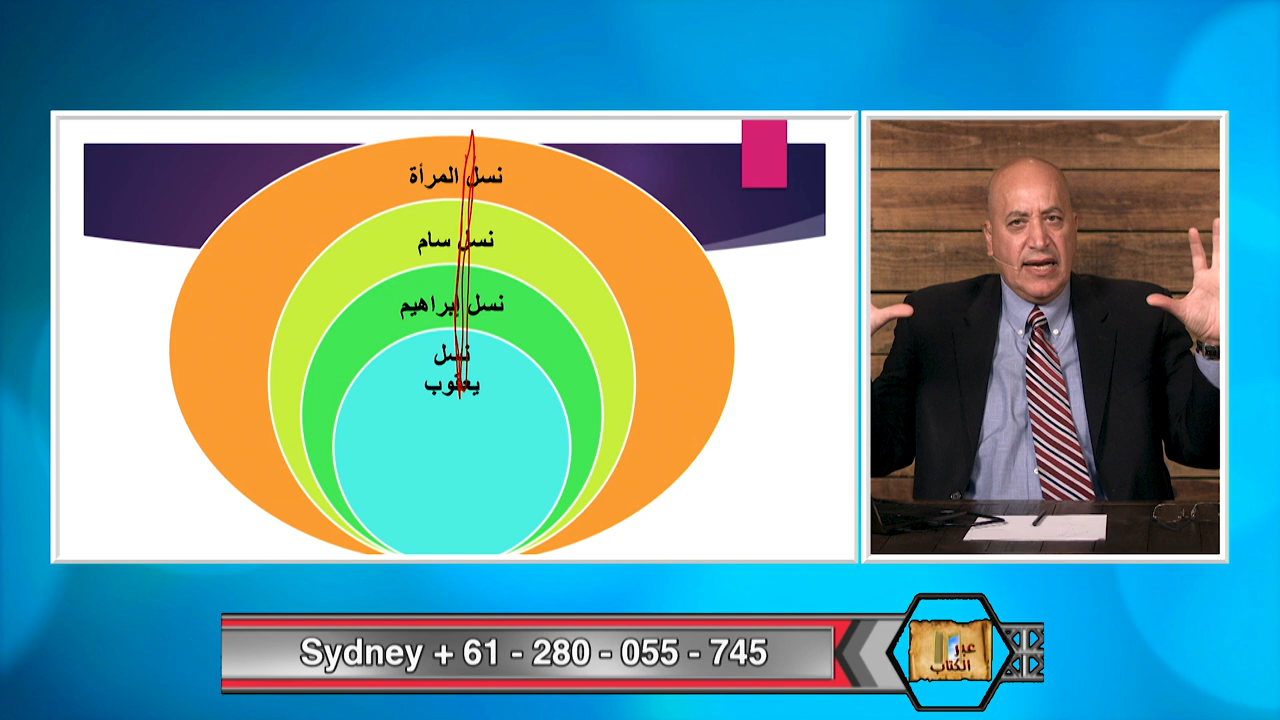 نسل المرأة
نسل سام
نسل إبراهيم
نسل
يعقوب
Sydney + 61 - 280 - 055 - 745
عبر
الكتاب